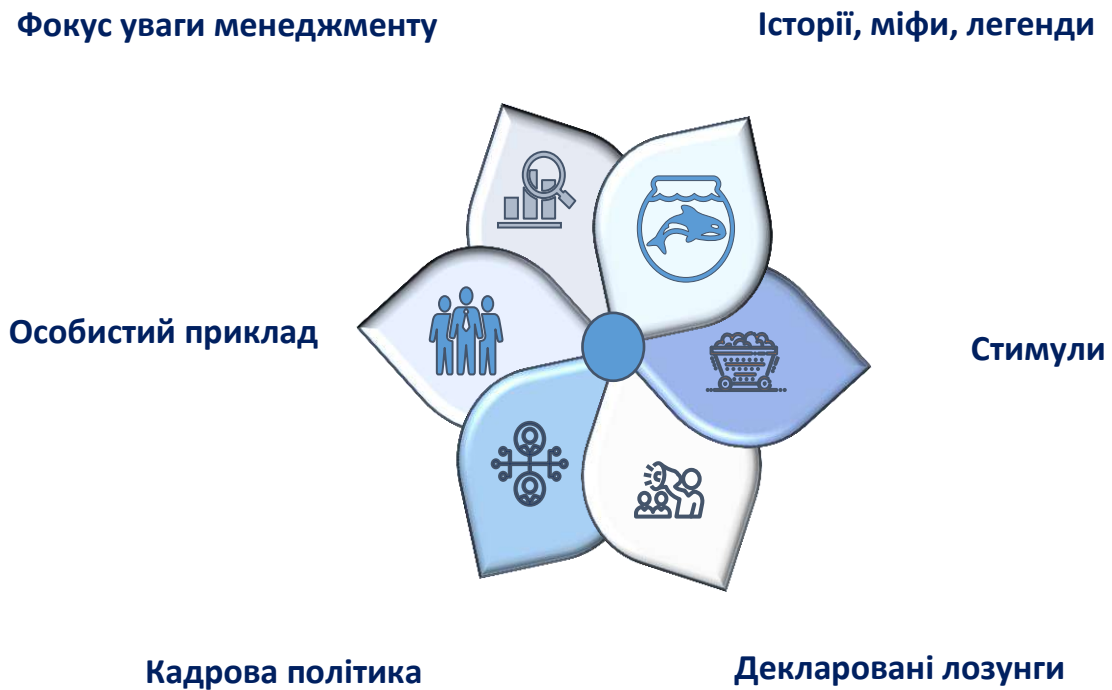 Фокус уваги менеджменту
Історії, міфи, легенди
Особистий приклад
Стимули
Кадрова політика
Декларовані лозунги